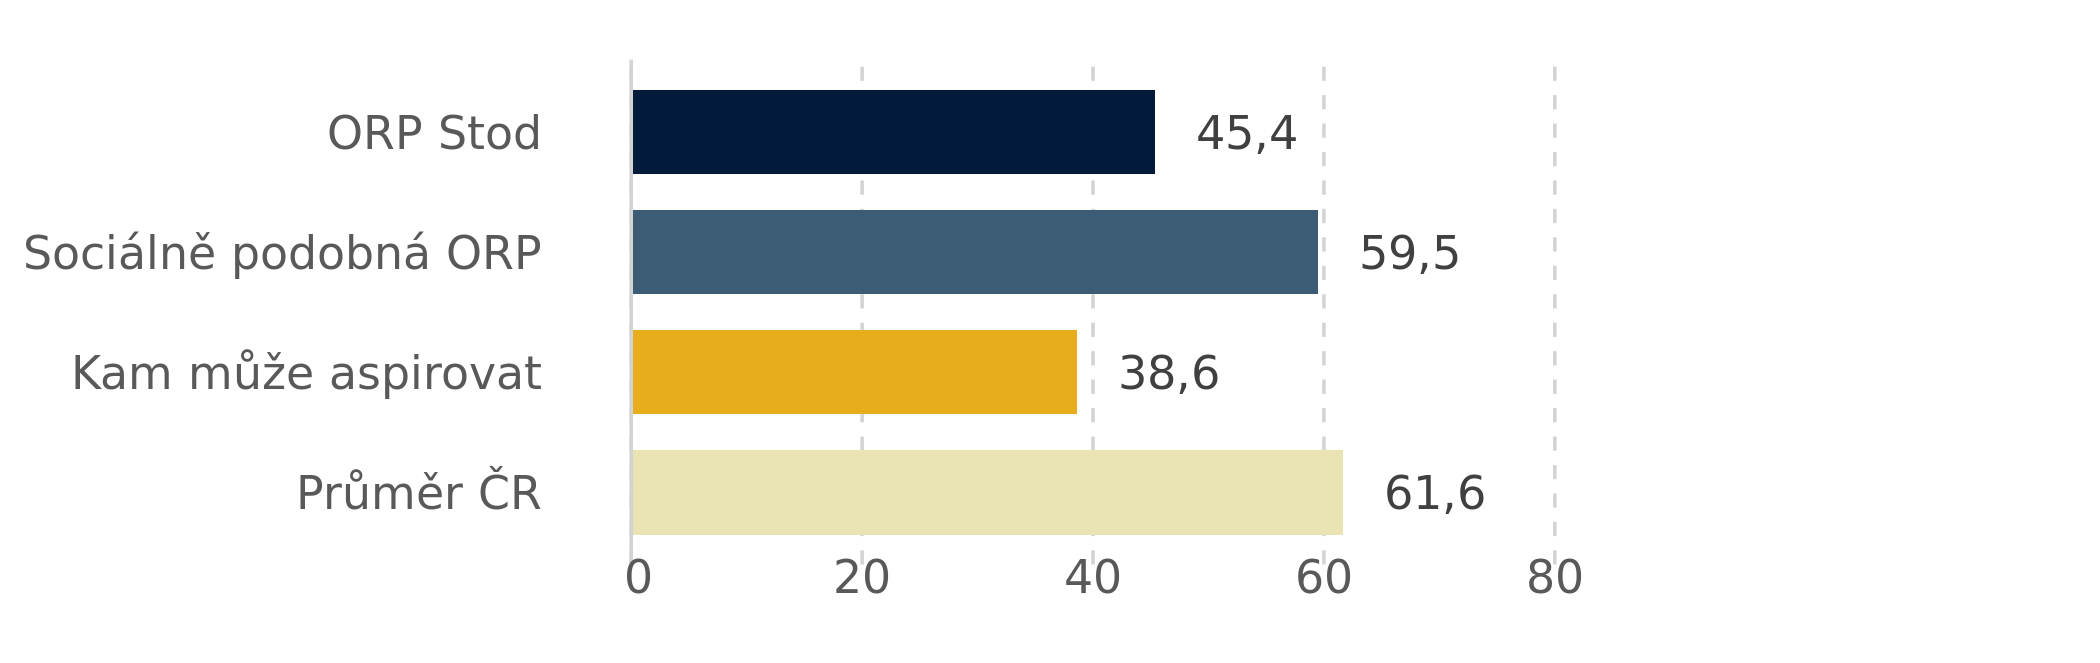 ORP Stod 45,4
Sociálně podobná ORP 59,5
Kam může aspirovat 38,6
Průměr ČR 61,6
0 20 40 60 80